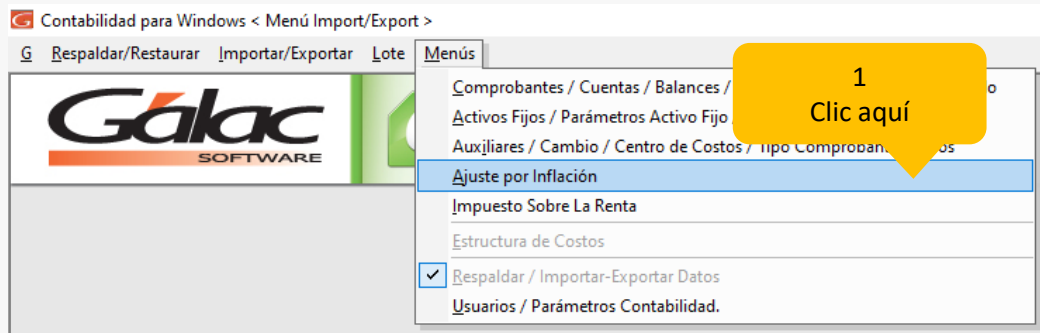 Contabilidad para Windows < Menú Import/Export >
G Respaldar/Restaurar Importar/Exportar Lote Menús
Gálac
SOFTWARE
1
Clic aquí
Comprobantes / Cuentas / Balances / o
Activos Fijos / Parámetros Activo Fijo
Auxiliares / Cambio / Centro de Costos / Tipo Comprobant os
Ajuste por Inflación
Impuesto Sobre La Renta
Estructura de Costos
Respaldar / Importar-Exportar Datos
Usuarios / Parámetros Contabilidad.